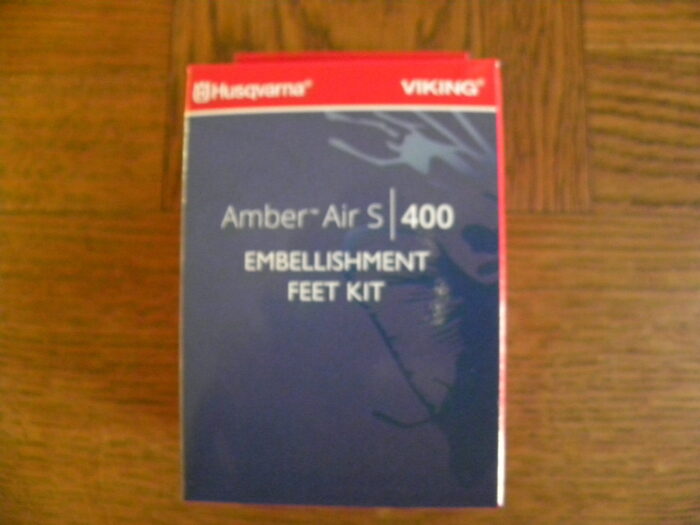 Husqvarna® VIKING®
Amber™ Air S|400
EMBELLISHMENT
FEET KIT